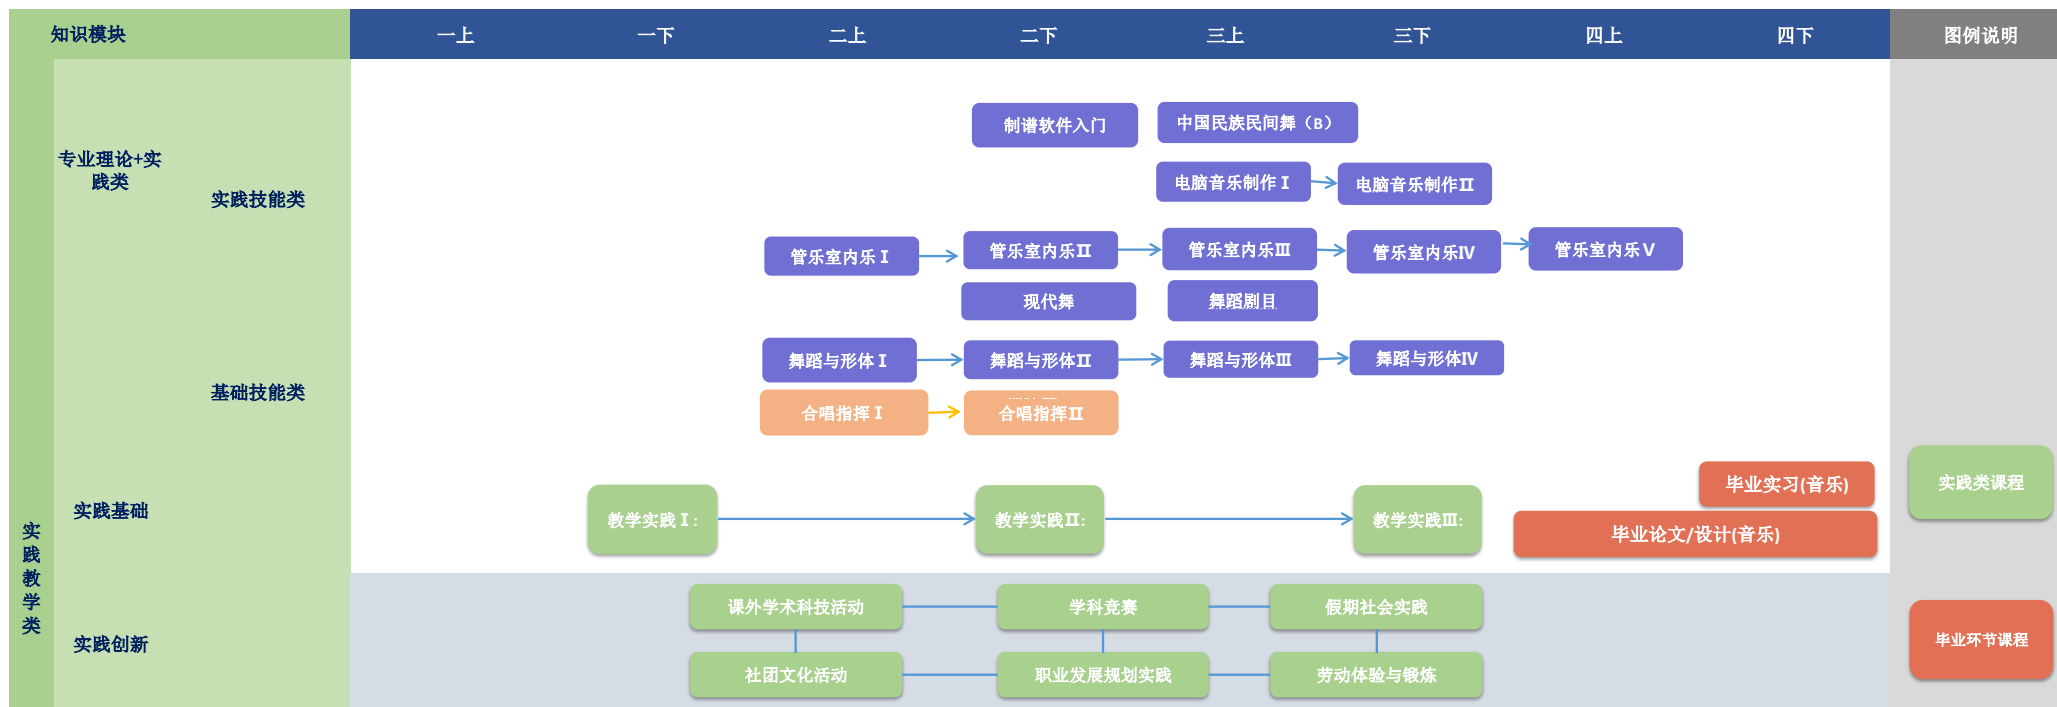 知识模块
一上
一下
二上
二下
三上
三下
四上
四下
图例说明
专业理论+实
践类
实践技能类
制谱软件入门
中国民族民间舞（B）
电脑音乐制作Ⅰ
电脑音乐制作Ⅱ
管乐室内乐Ⅰ
管乐室内乐Ⅱ
管乐室内乐Ⅲ
管乐室内乐Ⅳ
管乐室内乐Ⅴ
现代舞
舞蹈剧目
基础技能类
舞蹈与形体Ⅰ
舞蹈与形体Ⅱ
舞蹈与形体Ⅲ
舞蹈与形体Ⅳ
合唱指挥Ⅰ
合唱指挥Ⅱ
实践教学类
实践基础
教学实践Ⅰ:
教学实践Ⅱ:
教学实践Ⅲ:
毕业实习(音乐)
毕业论文/设计(音乐)
实践类课程
实践创新
课外学术科技活动
学科竞赛
假期社会实践
社团文化活动
职业发展规划实践
劳动体验与锻炼
毕业环节课程